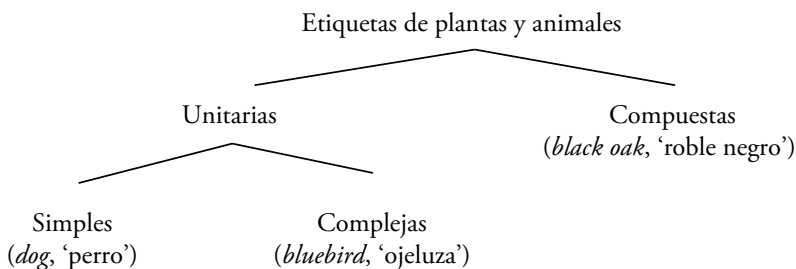 Etiquetas de plantas y animales
Unitarias
Compuestas
(black oak, ‘roble negro’)
Simples
(dog, ‘perro’)
Complejas
(bluebird, ‘ojeluza’)